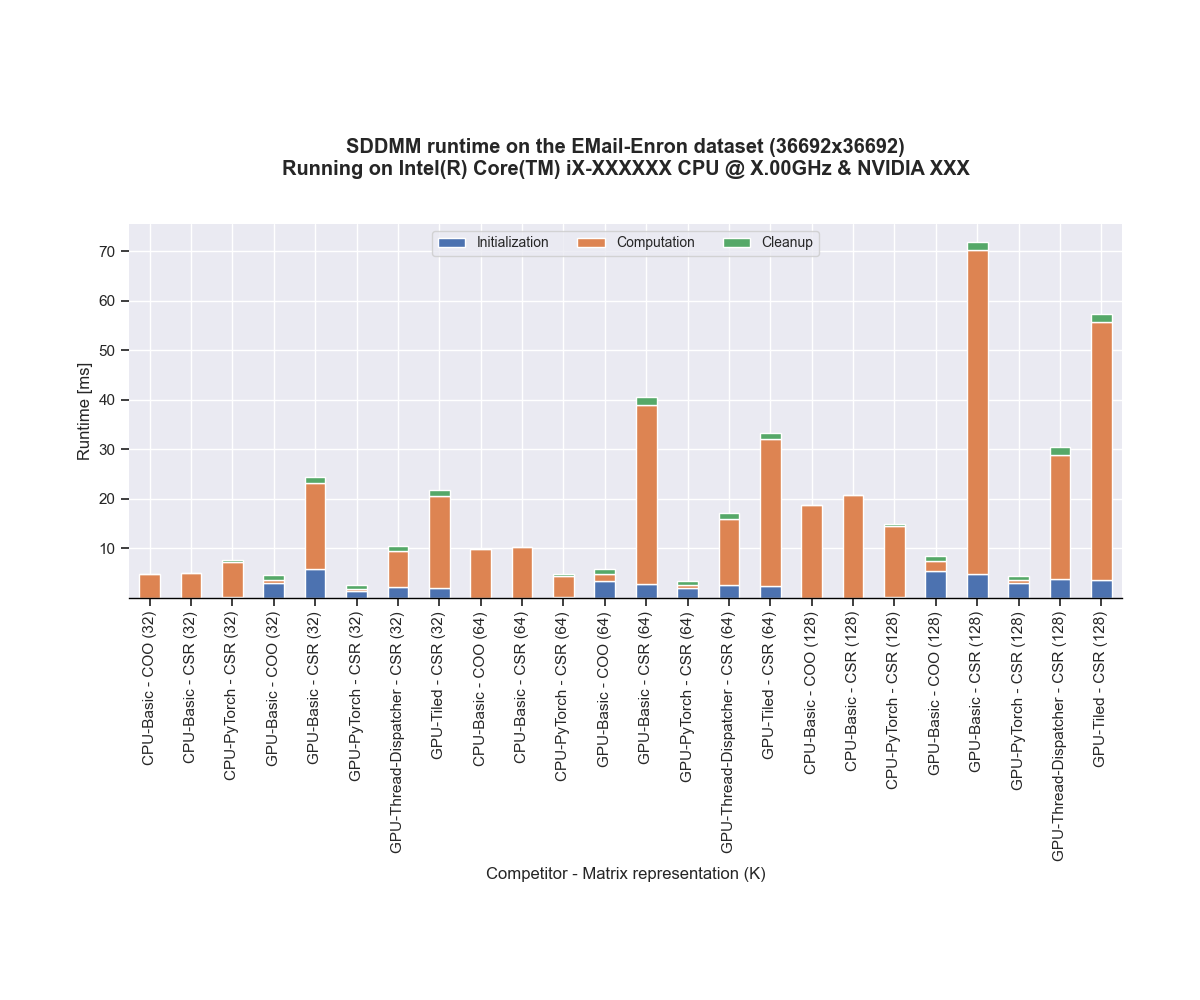 SDDMM runtime on the EMail-Enron dataset (36692x36692)
Running on Intel(R) Core(TM) iX-XXXXXX CPU @ X.00GHz & NVIDIA XXX
Initialization
Computation
Cleanup
Runtime [ms]
70
60
50
40
30
20
10
CPU-Basic - COO (32)
CPU-Basic - CSR (32)
CPU-PyTorch - CSR (32)
GPU-Basic - COO (32)
GPU-Basic - CSR (32)
GPU-PyTorch - CSR (32)
GPU-Thread-Dispatcher - CSR (32)
GPU-Tiled - CSR (32)
CPU-Basic - COO (64)
CPU-Basic - CSR (64)
CPU-PyTorch - CSR (64)
GPU-Basic - COO (64)
GPU-Basic - CSR (64)
GPU-PyTorch - CSR (64)
GPU-Thread-Dispatcher - CSR (64)
GPU-Tiled - CSR (64)
CPU-Basic - COO (128)
CPU-Basic - CSR (128)
CPU-PyTorch - CSR (128)
GPU-Basic - COO (128)
GPU-Basic - CSR (128)
GPU-PyTorch - CSR (128)
GPU-Thread-Dispatcher - CSR (128)
GPU-Tiled - CSR (128)
Competitor - Matrix representation (K)